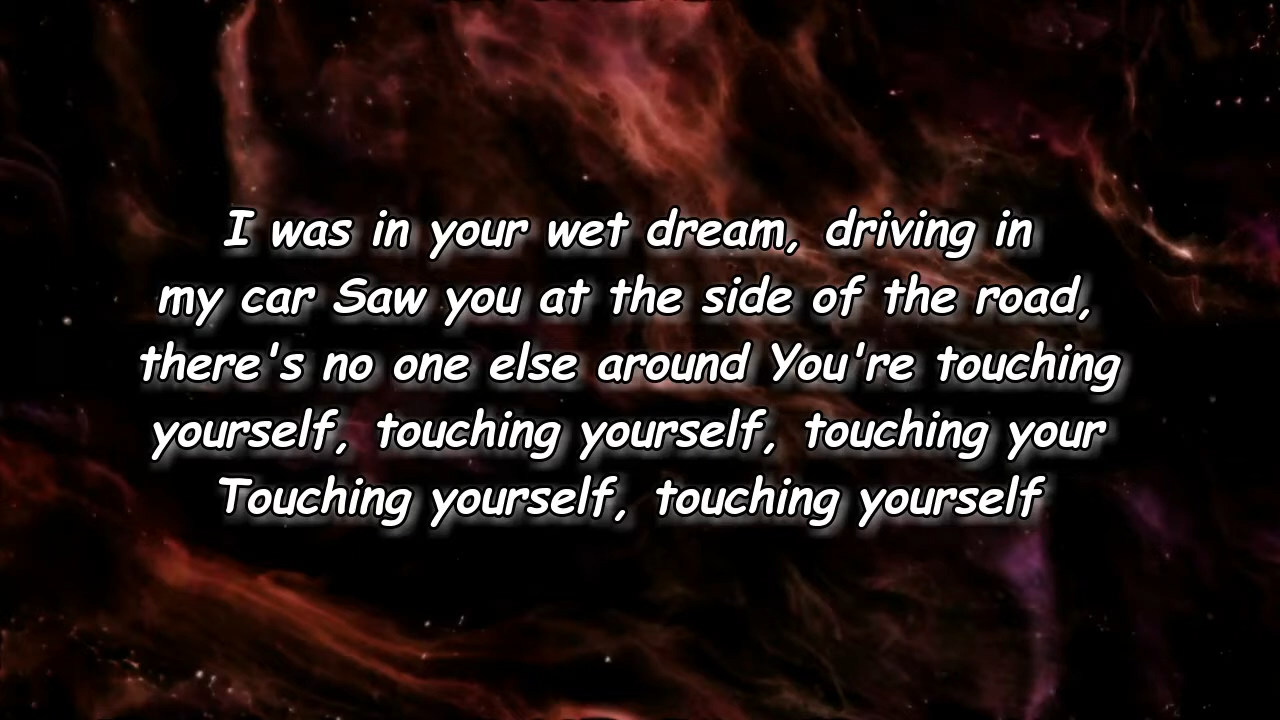 I was in your wet dream, driving in
my car Saw you at the side of the road,
there's no one else around You're touching
yourself, touching yourself, touching your
Touching yourself, touching yourself